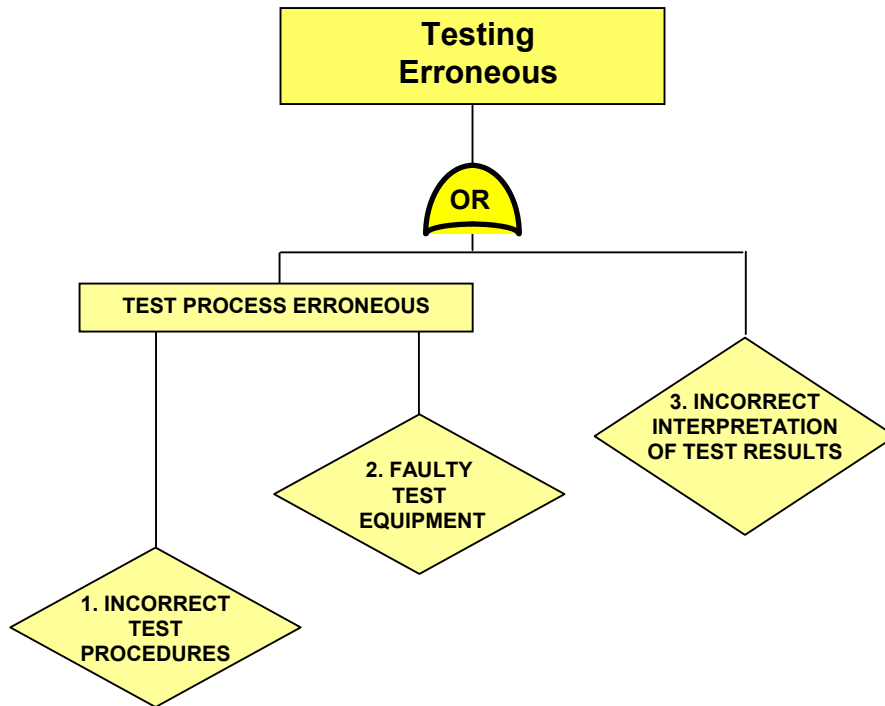 Testing
Erroneous
OR
TEST PROCESS ERRONEOUS
3. INCORRECT
INTERPRETATION
OF TEST RESULTS
2. FAULTY
TEST
EQUIPMENT
1. INCORRECT
TEST
PROCEDURES